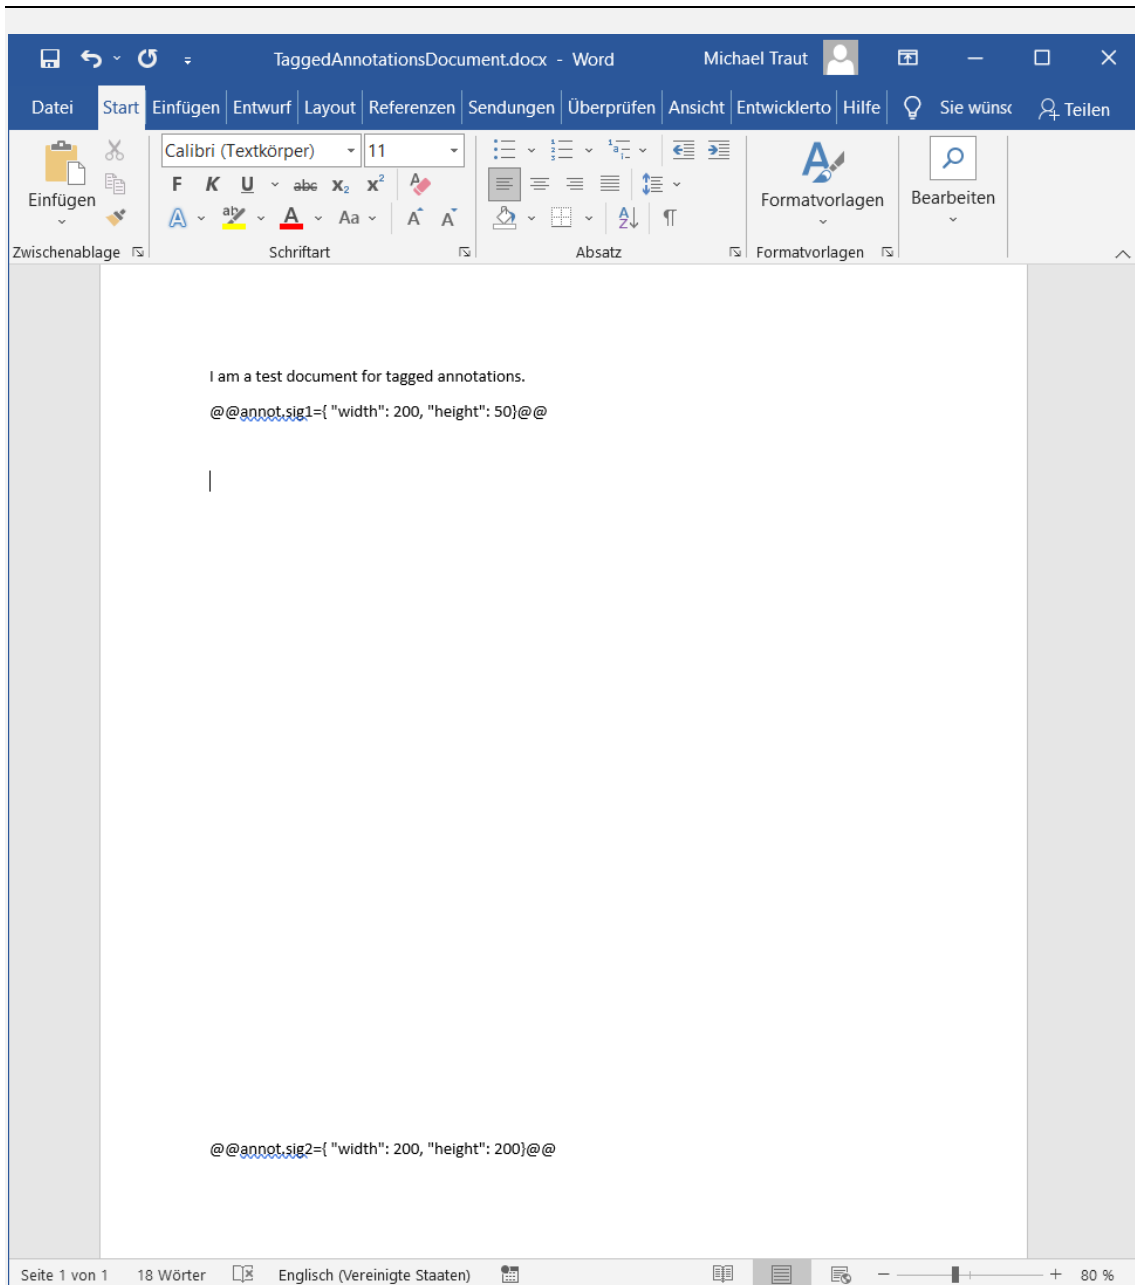 TaggedAnnotationsDocument.docx - Word Michael Traut
Datei Start Einfügen Entwurf Layout Referenzen Sendungen Überprüfen Ansicht Entwicklerto Hilfe Sie wünsc Teilen
Calibri (Textkörper) 11
Einfügen F K U abc X₂ X² Formatvorlagen Bearbeiten
ab A Aa A A A Z
Zwischenablage Schriftart Absatz Formatvorlagen
I am a test document for tagged annotations.
@@annot.sig1={ "width": 200, "height": 50}@@
@@annot.sig2={ "width": 200, "height": 200}@@
Seite 1 von 1 18 Wörter Englisch (Vereinigte Staaten) 80 %